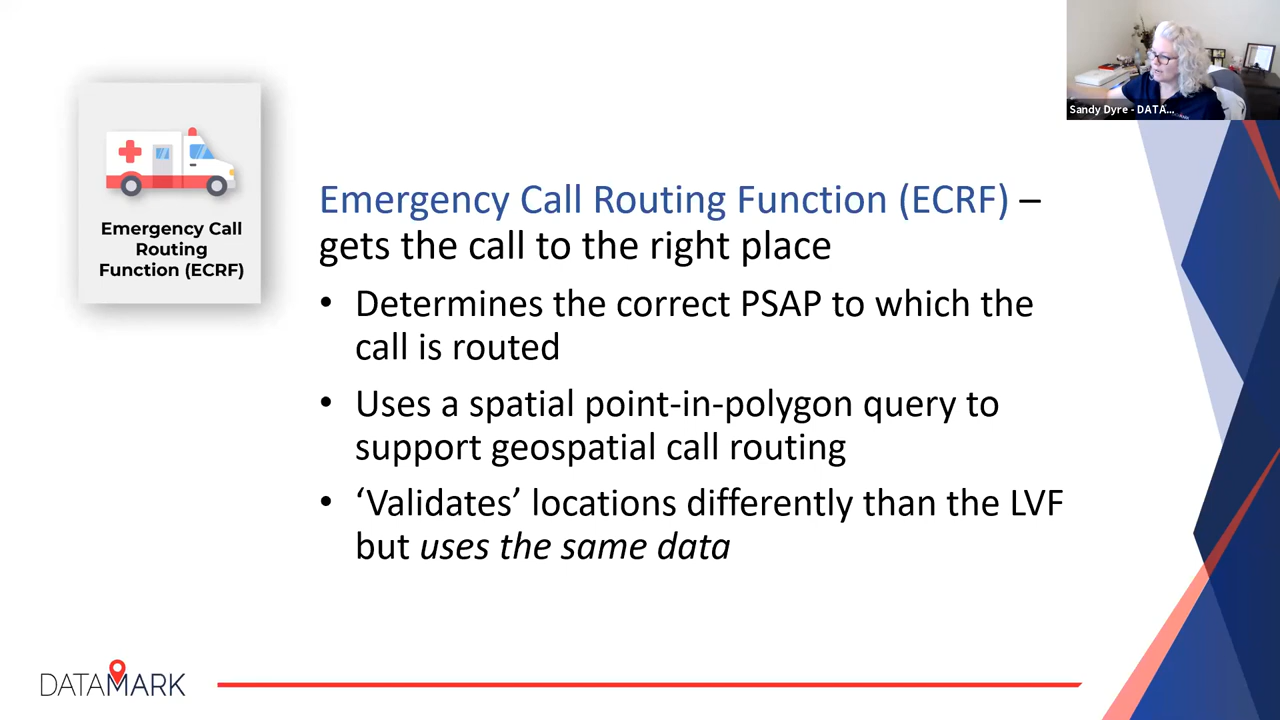 Sandy Dyre - DATA...
Emergency Call
Routing
Function (ECRF)
Emergency Call Routing Function (ECRF) –
gets the call to the right place
• Determines the correct PSAP to which the
call is routed
• Uses a spatial point-in-polygon query to
support geospatial call routing
• ‘Validates’ locations differently than the LVF
but uses the same data
DATAMARK